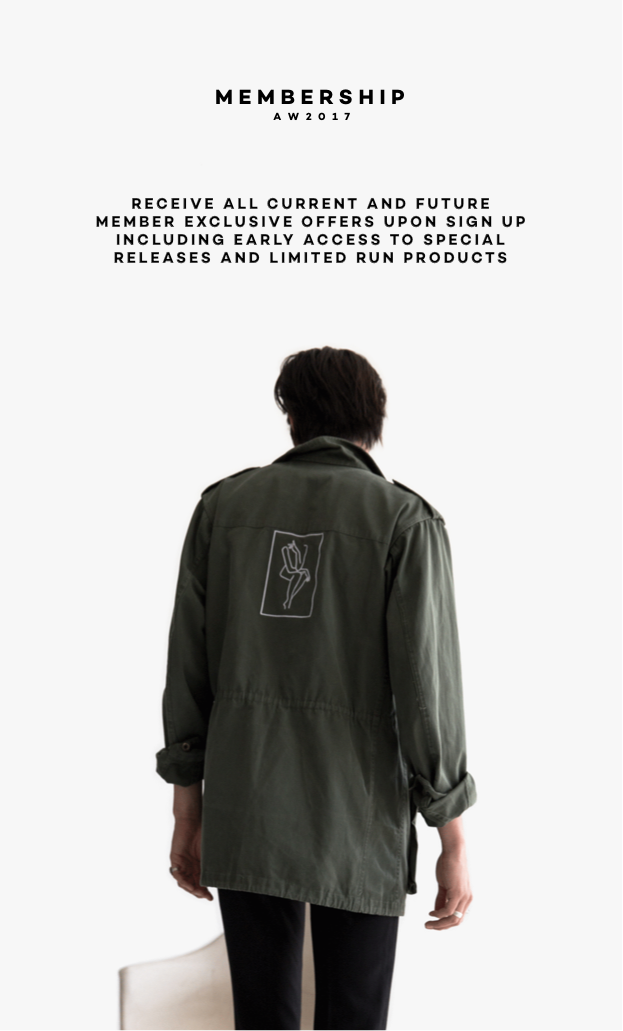 MEMBERSHIP
AW2017
RECEIVE ALL CURRENT AND FUTURE
MEMBER EXCLUSIVE OFFERS UPON SIGN UP
INCLUDING EARLY ACCESS TO SPECIAL
RELEASES AND LIMITED RUN PRODUCTS